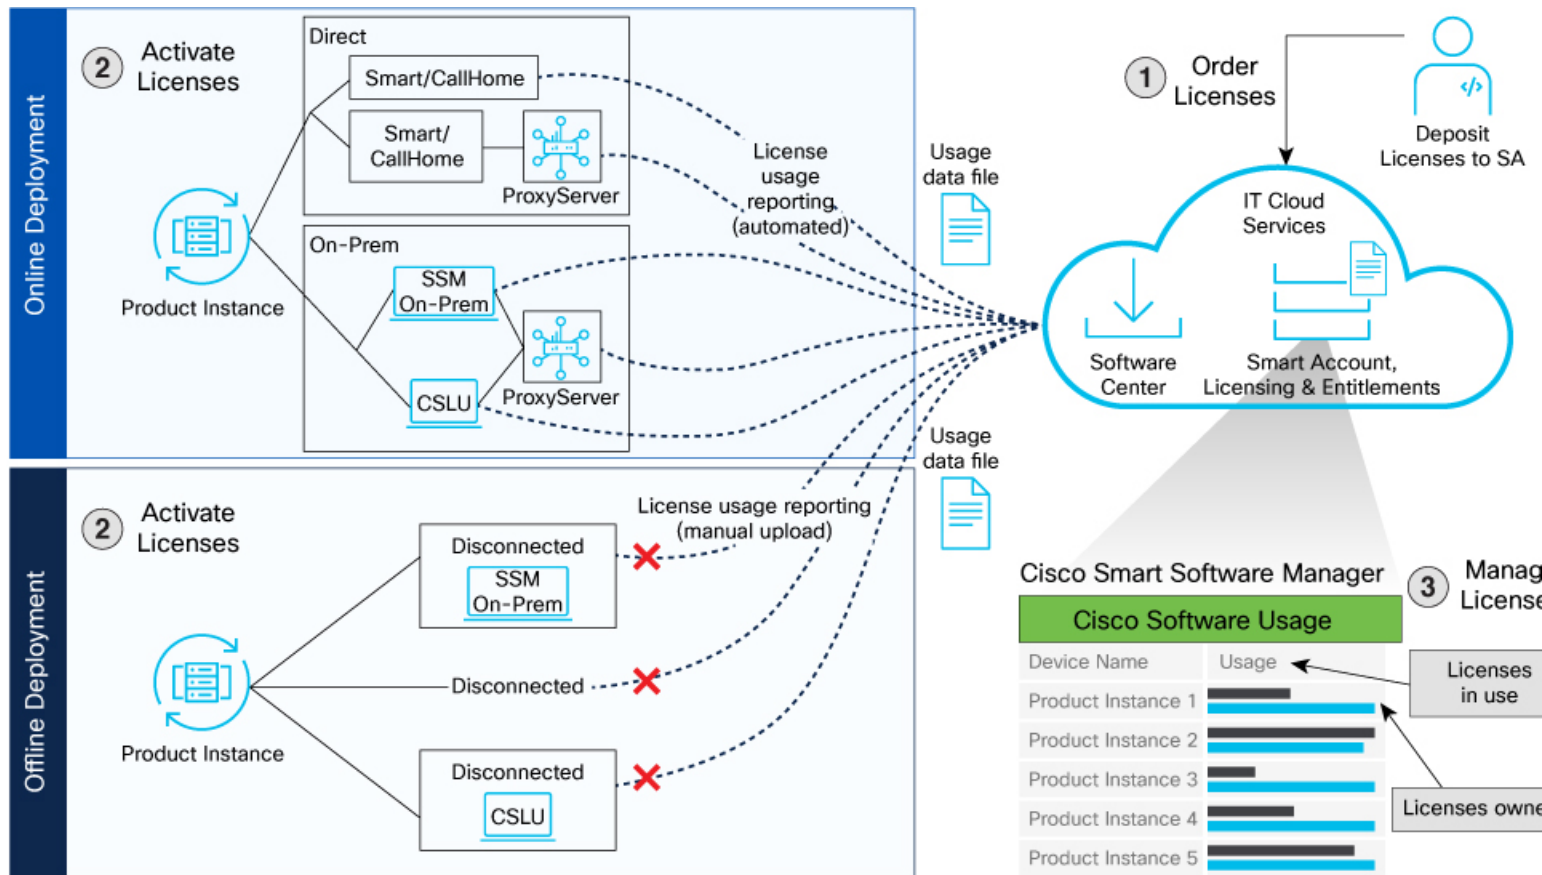 Online Deployment
2
Activate
Licenses
Direct
Smart/CallHome
Smart/
CallHome
ProxyServer
Product Instance
On-Prem
SSM
On-Prem
CSLU
ProxyServer
License
usage
reporting
(automated)
Usage
data file
1
Order
Licenses
</>
Deposit
Licenses to SA
IT Cloud
Services
Software
Center
Smart Account,
Licensing & Entitlements
Offline Deployment
2
Activate
Licenses
Product Instance
Disconnected
SSM
On-Prem
Disconnected
Disconnected
CSLU
License usage reporting
(manual upload)
Usage
data file
Cisco Smart Software Manager
3
Manag
License
Cisco Software Usage
Device Name
Usage
Licenses
in use
Product Instance 1
Product Instance 2
Product Instance 3
Product Instance 4
Product Instance 5
Licenses owne